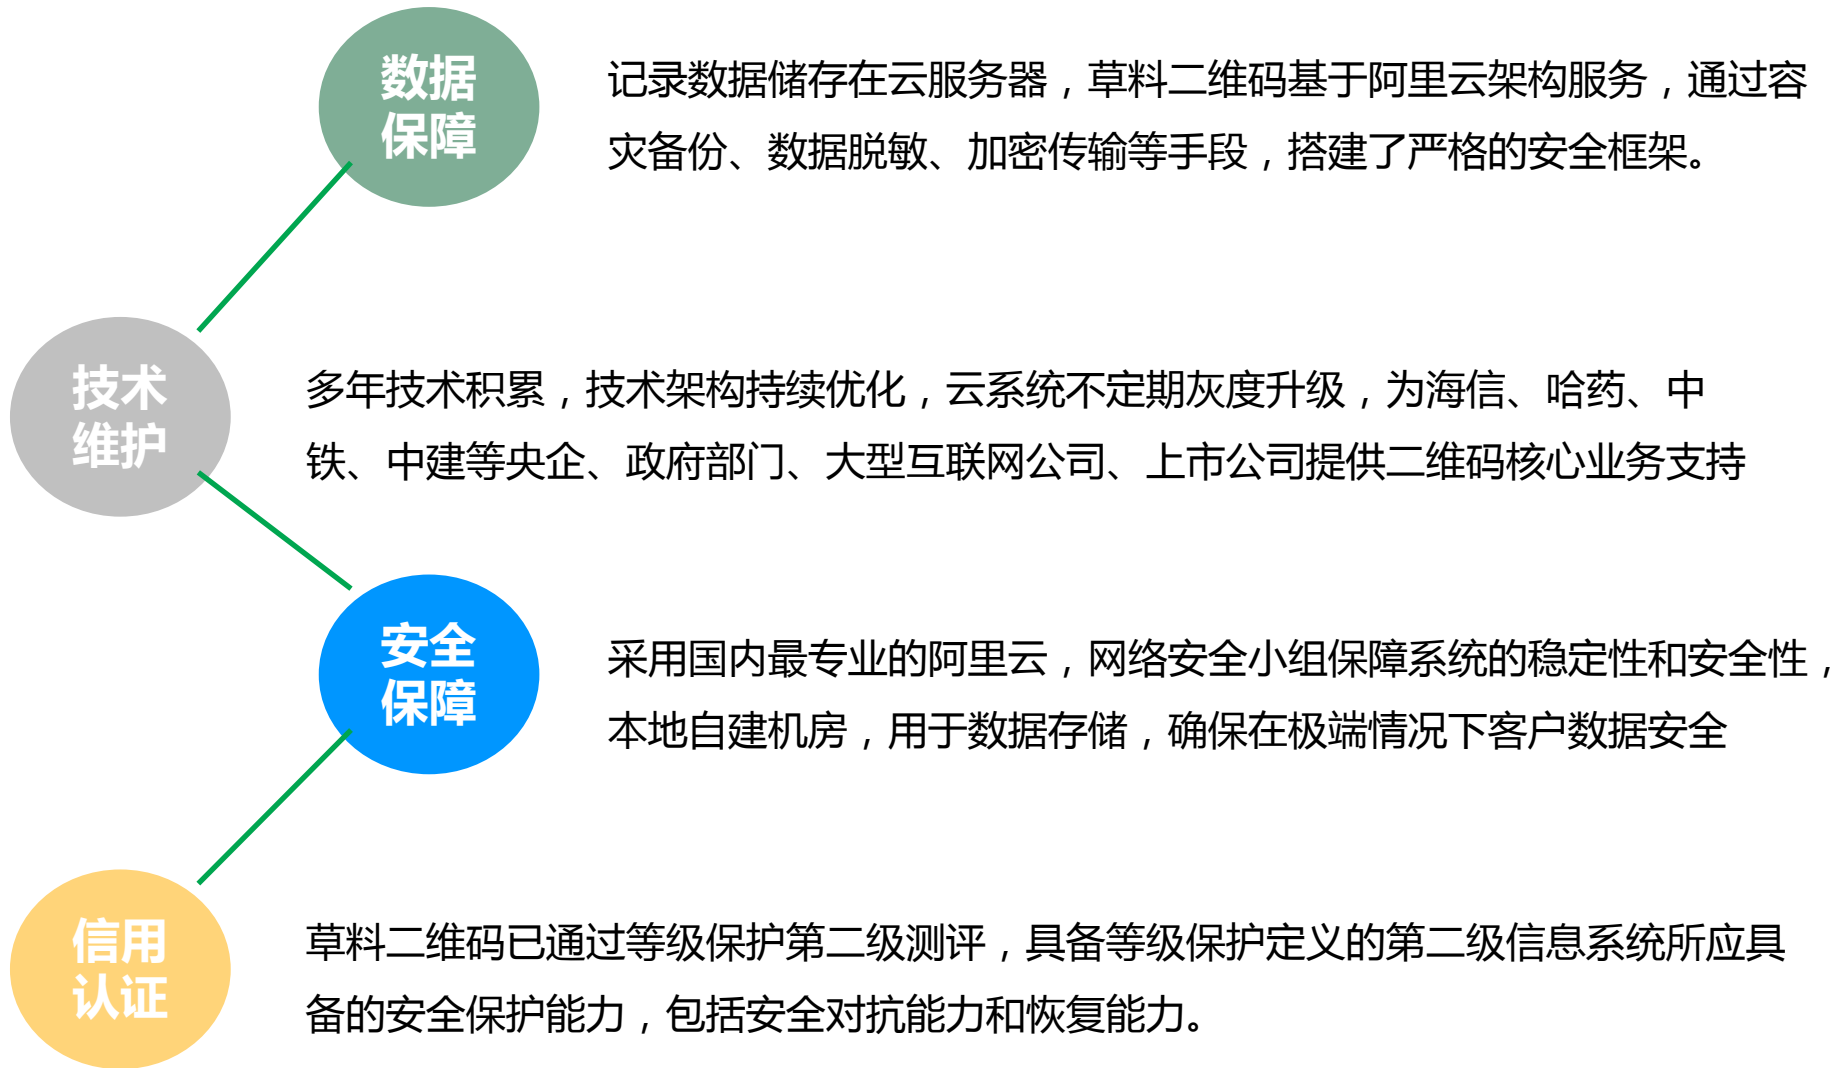 数据
保障
记录数据储存在云服务器，草料二维码基于阿里云架构服务，通过容
灾备份、数据脱敏、加密传输等手段，搭建了严格的安全框架。
技术
维护
多年技术积累，技术架构持续优化，云系统不定期灰度升级，为海信、哈药、中
铁、中建等央企、政府部门、大型互联网公司、上市公司提供二维码核心业务支持
安全
保障
采用国内最专业的阿里云，网络安全小组保障系统的稳定性和安全性，
本地自建机房，用于数据存储，确保在极端情况下客户数据安全
信用
认证
草料二维码已通过等级保护第二级测评，具备等级保护定义的第二级信息系统所应具
备的安全保护能力，包括安全对抗能力和恢复能力。